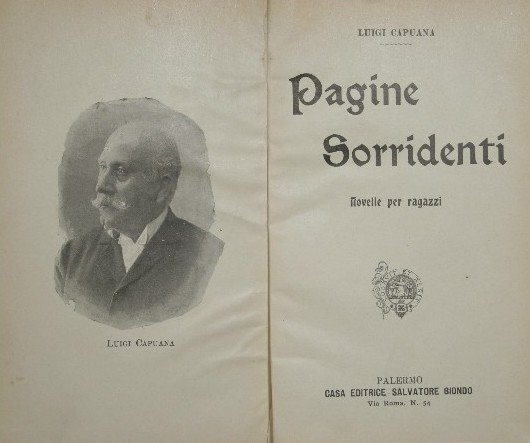 LUIGI CAPUANA
LUIGI CAPUANA
Pagine
Sorridenti
Novelle per ragazzi
PALERMO
CASA EDITRICE SALVATORE BIONDO
Via Roma, N. 54